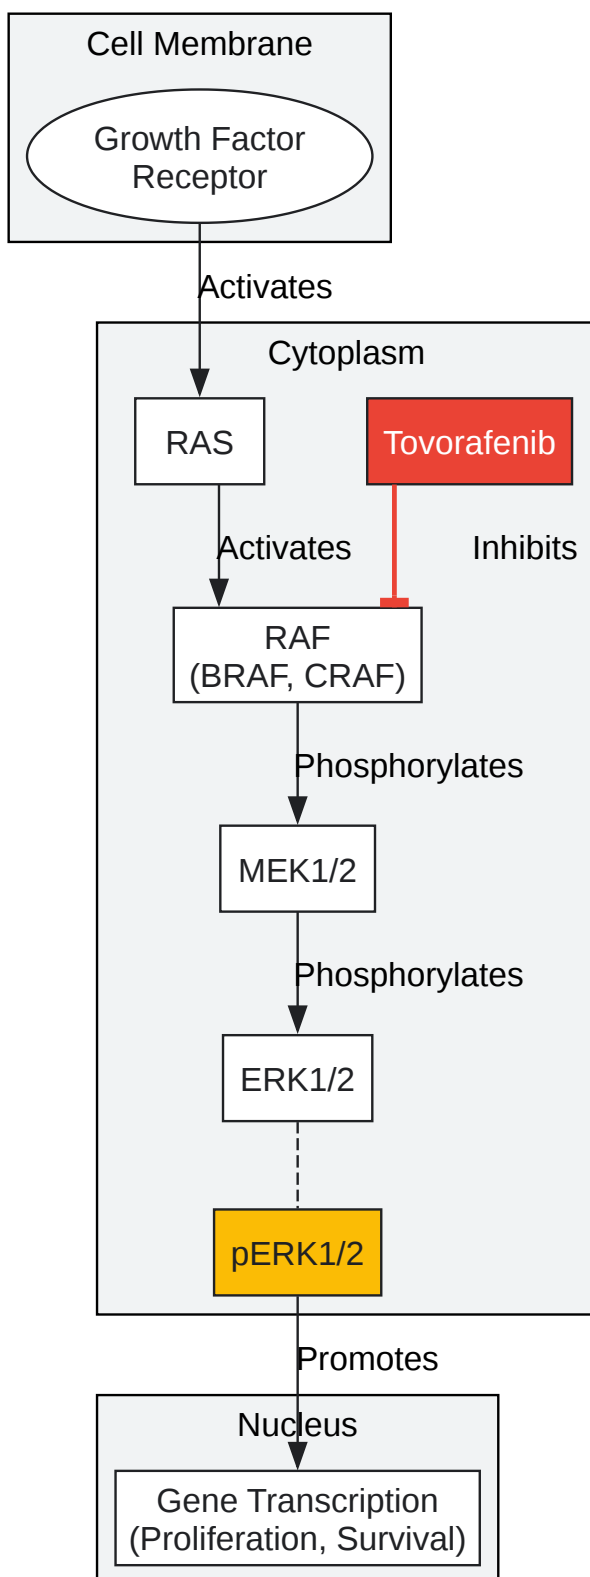 Cell Membrane
Growth Factor
Receptor
Activates
Cytoplasm
RAS
Tovorafenib
Activates
Inhibits
RAF
(BRAF, CRAF)
Phosphorylates
MEK1/2
Phosphorylates
ERK1/2
pERK1/2
Promotes
Nucleus
Gene Transcription
(Proliferation, Survival)